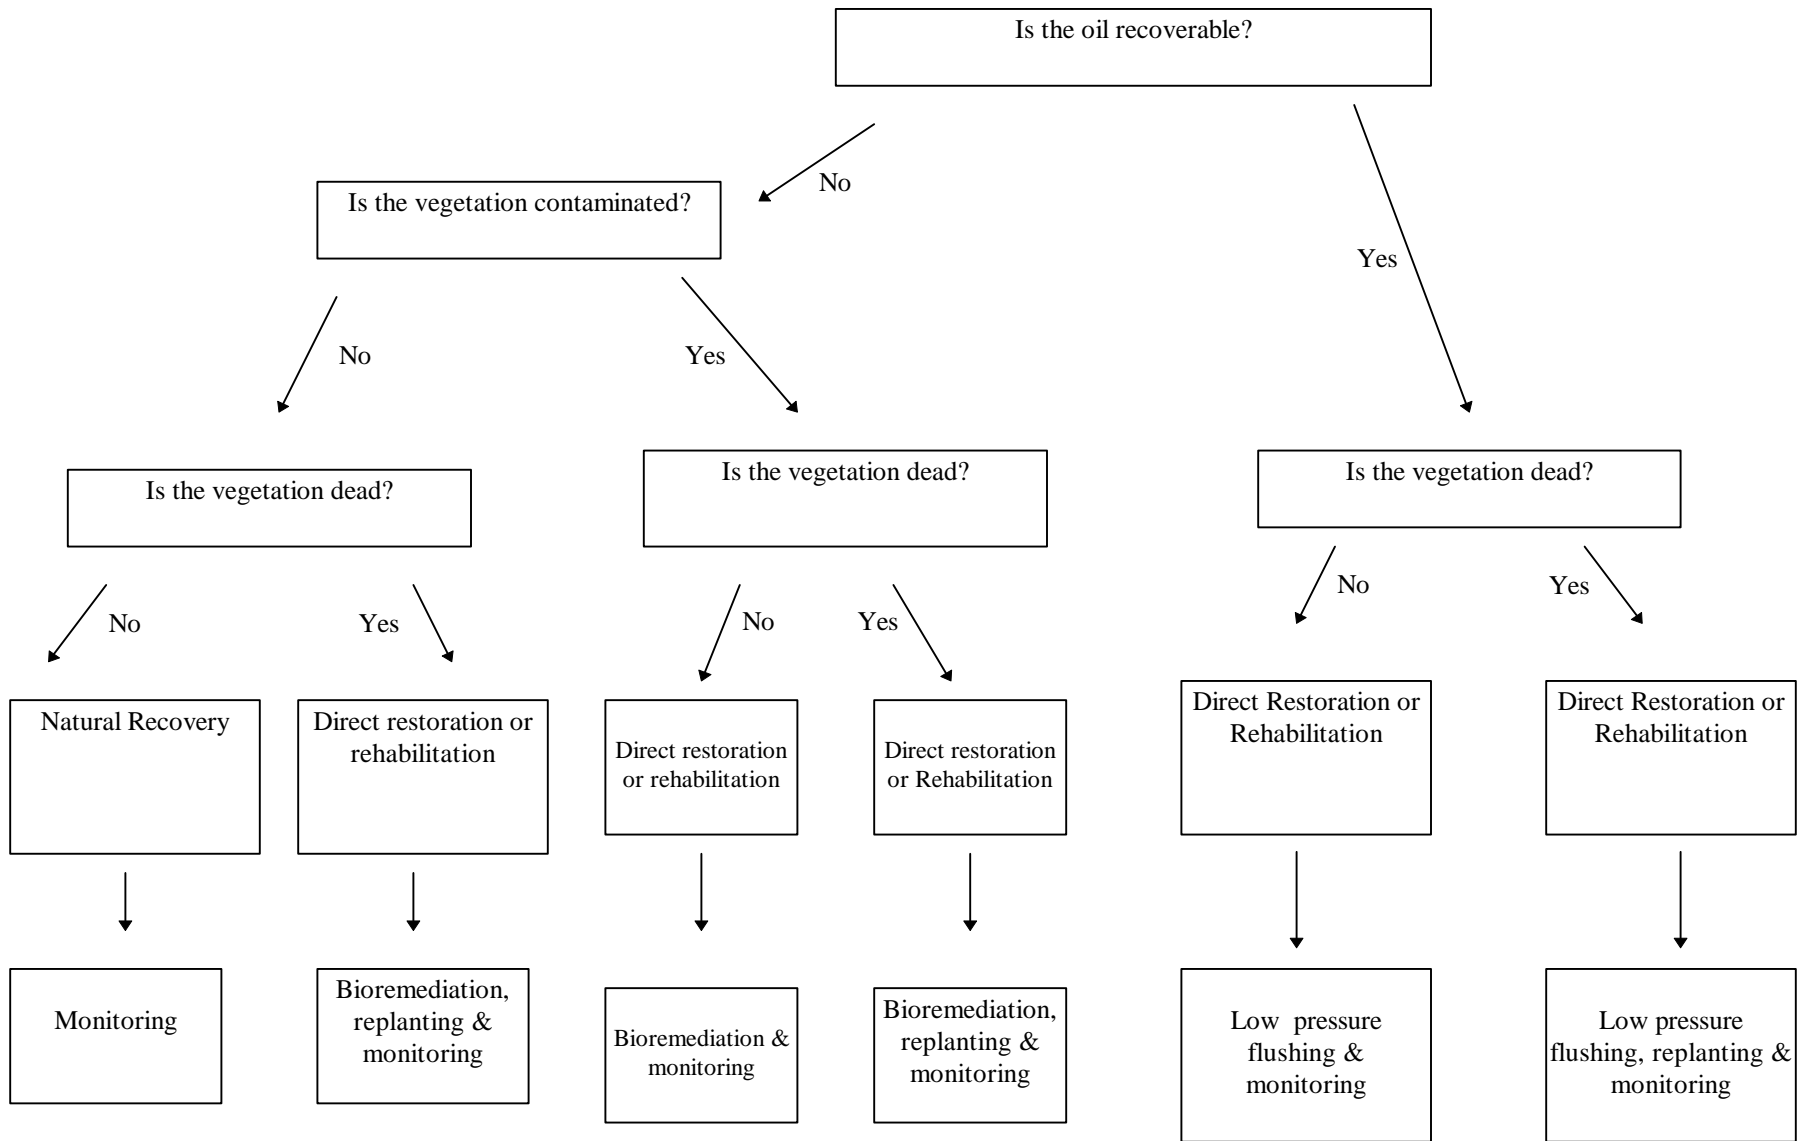 Is the oil recoverable?
No
Is the vegetation contaminated?
Yes
No
Yes
Is the vegetation dead?
Is the vegetation dead?
Is the vegetation dead?
No
Yes
No
Yes
No
Yes
Natural Recovery
Direct restoration or
rehabilitation
Direct restoration
or rehabilitation
Direct restoration
or Rehabilitation
Direct Restoration or
Rehabilitation
Direct Restoration or
Rehabilitation
Monitoring
Bioremediation,
replanting &
monitoring
Bioremediation &
monitoring
Bioremediation,
replanting &
monitoring
Low pressure
flushing &
monitoring
Low pressure
flushing, replanting &
monitoring